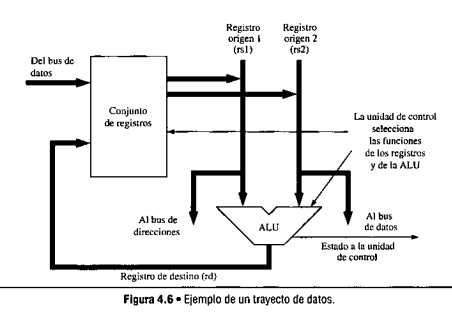 Registro
origen 1
(rs1)
Registro
origen 2
(rs2)
Del bus de
datos
Conjunto
de registros
La unidad de control
selecciona
las funciones
de los registros
y de la ALU
Al bus de
direcciones
ALU
Al bus
de datos
Estado a la unidad
de control
Registro de destino (rd)
Figura 4.6 • Ejemplo de un trayecto de datos.